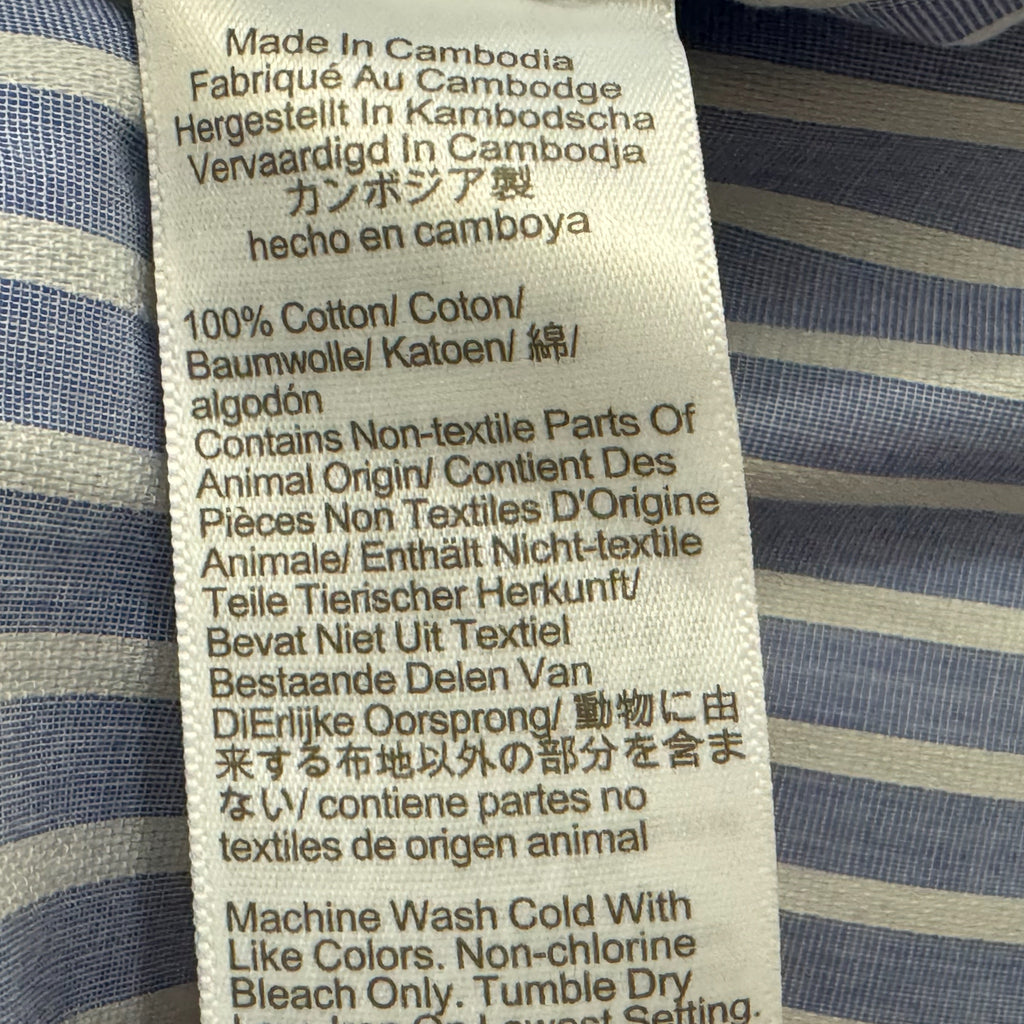 Made In Cambodia
Fabriqué Au Cambodge
Hergestellt In Kambodscha
Vervaardigd In Cambodja
カンボジア製
hecho en camboya
100% Cotton/ Coton/
Baumwolle/ Katoen/ 綿/
algodón
Contains Non-textile Parts Of
Animal Origin/ Contient Des
Pièces Non Textiles D'Origine
Animale/ Enthält Nicht-textile
Teile Tierischer Herkunft/
Bevat Niet Uit Textiel
Bestaande Delen Van
DiErlijke Oorsprong/ 動物に由
来する布地以外の部分を含ま
ない/ contiene partes no
textiles de origen animal
Machine Wash Cold With
Like Colors. Non-chlorine
Bleach Only. Tumble Dry
Low. Iron On Lowest Setting.